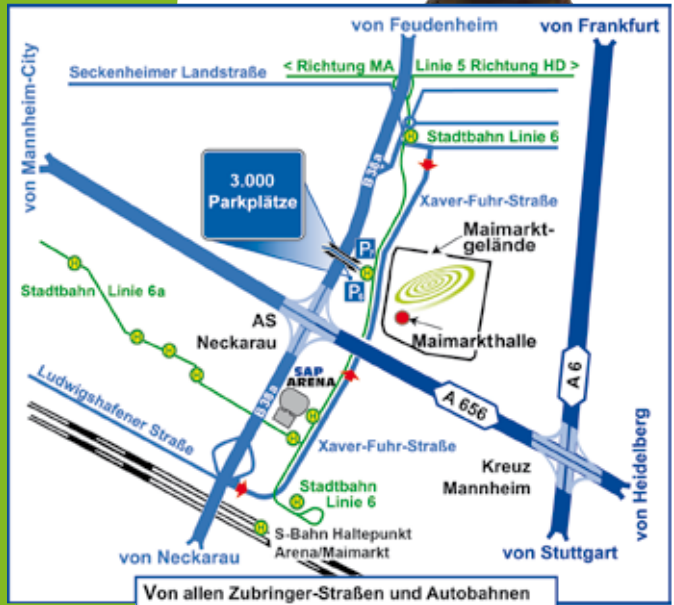 von Feudenheim
von Frankfurt
< Richtung MA
Linie 5 Richtung HD >
Seckenheimer Landstraße
von Mannheim-City
Stadtbahn Linie 6
H
B 38a
3.000
Parkplätze
Xaver-Fuhr-Straße
Maimarkt-
gelände
P
H
H
P
Stadtbahn
Linie 6a
AS
Neckarau
Maimarkthalle
H
H
H
A 6
SAP
ARENA
Ludwigshafener Straße
B 38a
A 656
H
H
Xaver-Fuhr-Straße
Kreuz
Mannheim
von Heidelberg
Stadtbahn
Linie 6
H
H
S-Bahn Haltepunkt
Arena/Maimarkt
von Neckarau
von Stuttgart
Von allen Zubringer-Straßen und Autobahnen